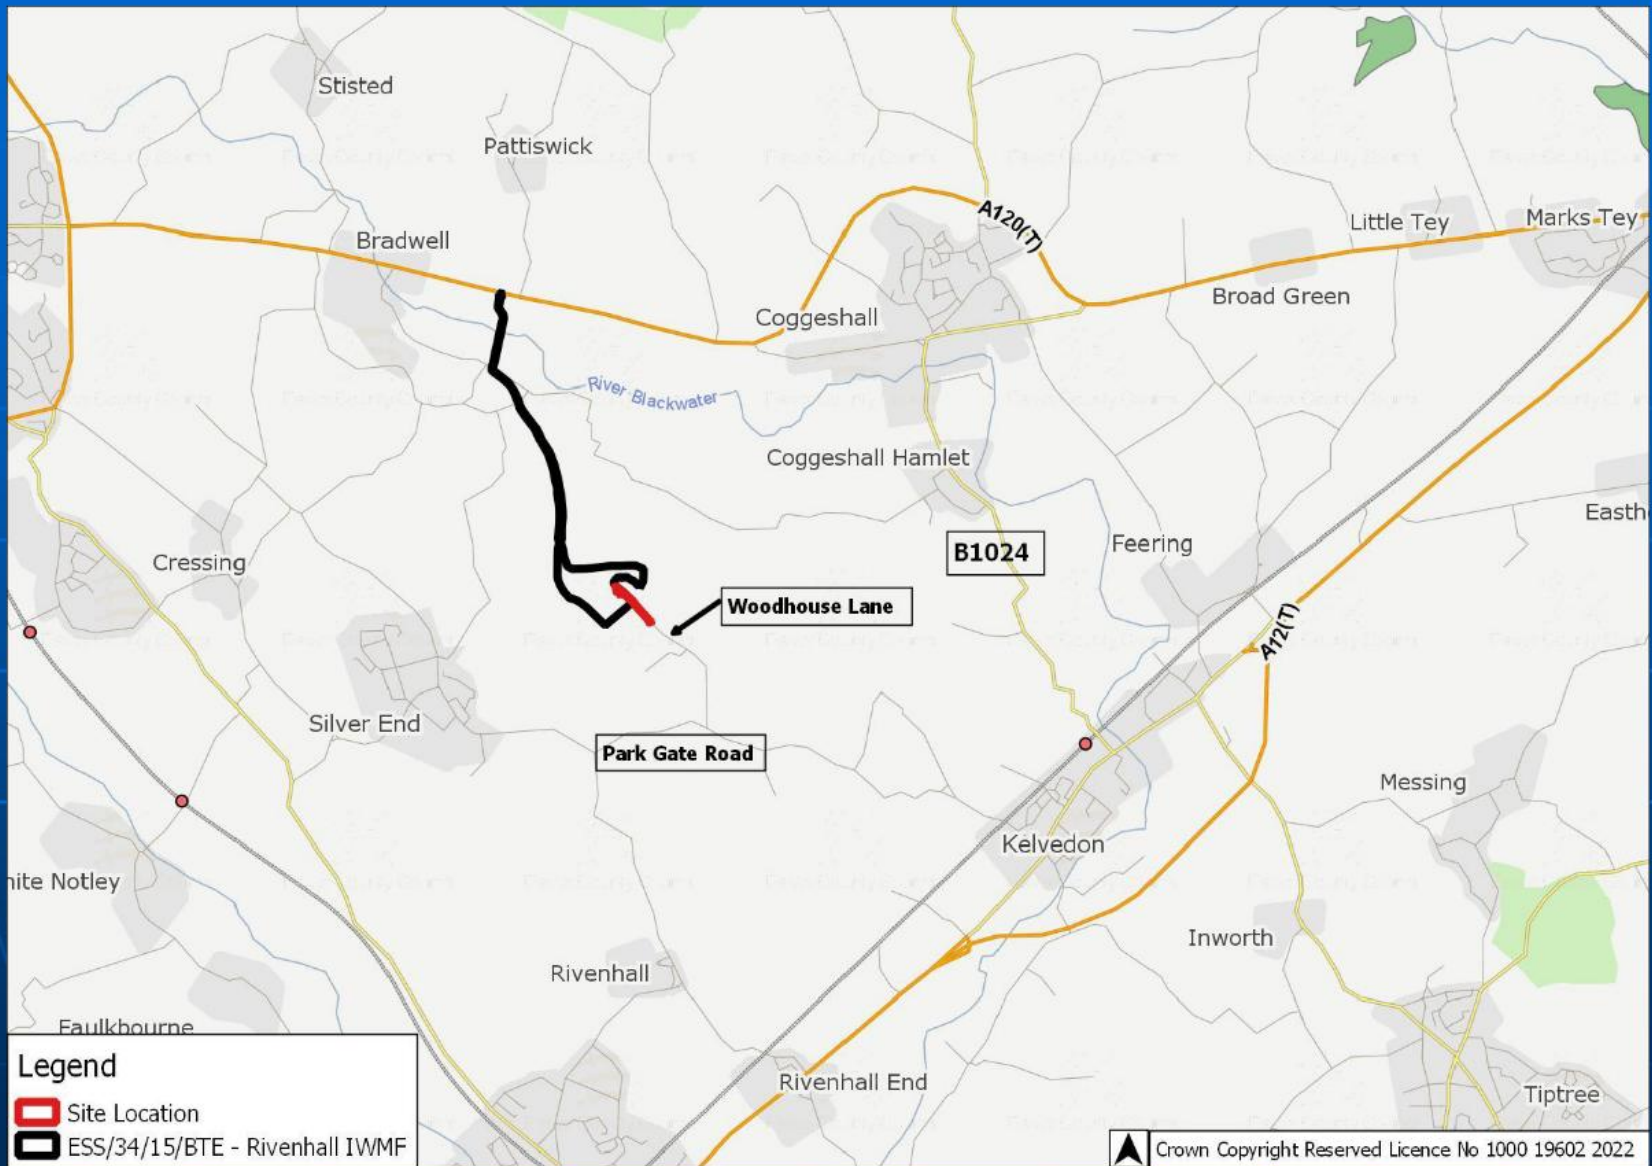 Stisted
Pattiswick
Bradwell
A120(T)
Little Tey
Marks Tey
Broad Green
Coggeshall
River Blackwater
Coggeshall Hamlet
B1024
Feering
Easth
Cressing
Woodhouse Lane
A12(T)
Silver End
Park Gate Road
Messing
Kelvedon
ite Notley
Inworth
Rivenhall
Faulkbourne
Rivenhall End
Tiptree
Legend
Site Location
ESS/34/15/BTE - Rivenhall IWMF
Crown Copyright Reserved Licence No 1000 19602 2022